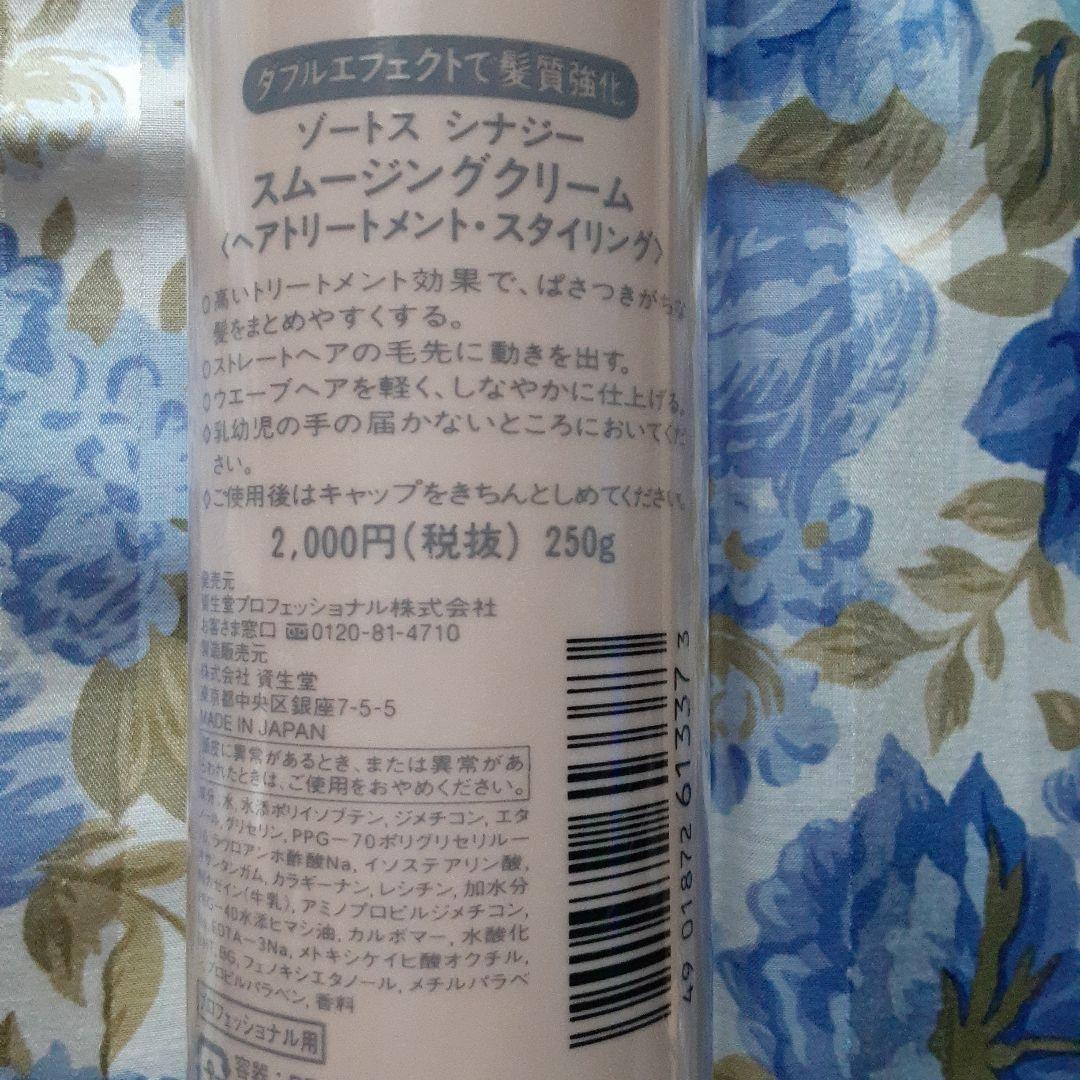 ダブルエフェクトで髪質強化
ゾートス シナジー
スムージングクリーム
〈ヘアトリートメント・スタイリング〉
◇高いトリートメント効果で、ぱさつきがちな
髪をまとめやすくする。
◇ストレートヘアの毛先に動きを出す。
◇ウエーブヘアを軽く、しなやかに仕上げる。
◇乳幼児の手の届かないところにおいてくだ
さい。
◇ご使用後はキャップをきちんとしめてください。
2,000円(税抜) 250g
発売元
資生堂プロフェッショナル株式会社
お客さま窓口 0120-81-4710
製造販売元
株式会社 資生堂
東京都中央区銀座7-5-5
MADE IN JAPAN
頭皮に異常があるとき、また は異常があ
らわれたときは、ご使用をおやめください。
成分：水, 水添ポリイソブテン, ジメチコン, エタ
ノール, グリセリン, PPG－70ポリグリセリル－
ラウロアンホ酢酸Na, イソステアリン酸,
キサンタンガム, カラギーナン, レシチン, 加水分
解カゼイン(牛乳), アミノプロピルジメチコン,
PEG－40水添ヒマシ油, カルボマー, 水酸化
EDTA－3Na, メトキシケイヒ酸オクチル,
BG, フェノキシエタノール, メチルパラベ
プロピルパラベン, 香料
プロフェッショナル用
容器：
4901872613373